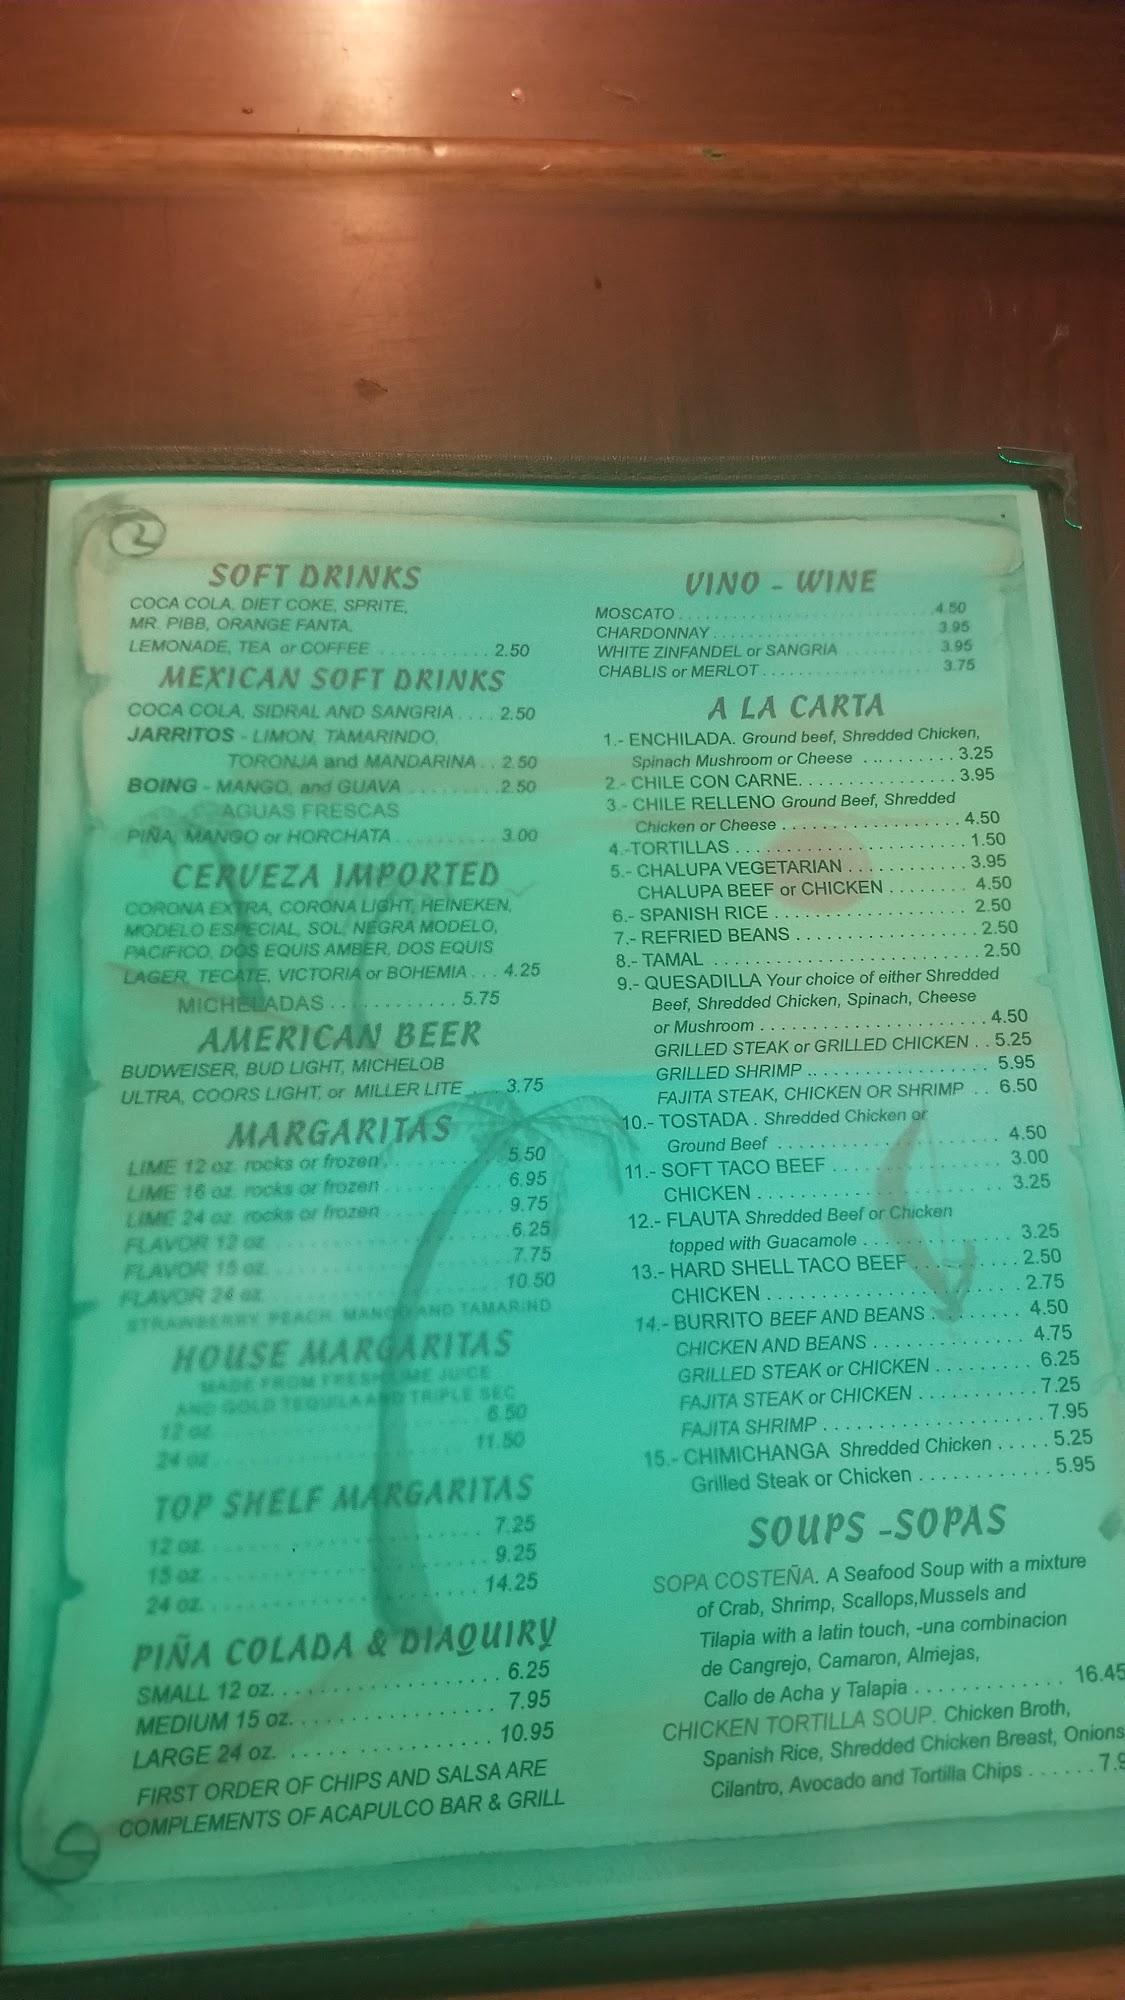 SOFT DRINKS
COCA COLA, DIET COKE, SPRITE,
MR. PIBB, ORANGE FANTA,
LEMONADE, TEA or COFFEE ........... 2.50
MEXICAN SOFT DRINKS
COCA COLA, SIDRAL AND SANGRIA .... 2.50
JARRITOS - LIMON, TAMARINDO,
TORONJA and MANDARINA .. 2.50
BOING - MANGO, and GUAVA ......... 2.50
AGUAS FRESCAS
PIÑA, MANGO or HORCHATA .......... 3.00
CERVEZA IMPORTED
CORONA EXTRA, CORONA LIGHT, HEINEKEN,
MODELO ESPECIAL, SOL, NEGRA MODELO,
PACIFICO, DOS EQUIS AMBER, DOS EQUIS
LAGER, TECATE, VICTORIA or BOHEMIA ... 4.25
MICHELADAS ............ 5.75
AMERICAN BEER
BUDWEISER, BUD LIGHT, MICHELOB
ULTRA, COORS LIGHT, or MILLER LITE .... 3.75
MARGARITAS
LIME 12 oz. rocks or frozen ............ 5.50
LIME 16 oz. rocks or frozen ............ 6.95
LIME 24 oz. rocks or frozen ............ 9.75
FLAVOR 12 oz. ............ 6.25
FLAVOR 15 oz. ............ 7.75
FLAVOR 24 oz. ............ 10.50
STRAWBERRY, PEACH, MANGO AND TAMARIND
HOUSE MARGARITAS
MADE FROM FRESH LIME JUICE
AND GOLD TEQUILA AND TRIPLE SEC
12 oz. ............ 6.50
24 oz. ............ 11.50
TOP SHELF MARGARITAS
12 oz. ............ 7.25
15 oz. ............ 9.25
24 oz. ............ 14.25
PIÑA COLADA & DIAQUIRY
SMALL 12 oz. ............ 6.25
MEDIUM 15 oz. ............ 7.95
LARGE 24 oz. ............ 10.95
FIRST ORDER OF CHIPS AND SALSA ARE
COMPLEMENTS OF ACAPULCO BAR & GRILL
VINO - WINE
MOSCATO ............ 4.50
CHARDONNAY ............ 3.95
WHITE ZINFANDEL or SANGRIA ......... 3.95
CHABLIS or MERLOT ............ 3.75
A LA CARTA
1.- ENCHILADA. Ground beef, Shredded Chicken,
Spinach Mushroom or Cheese ......... 3.25
2.- CHILE CON CARNE. ............ 3.95
3.- CHILE RELLENO Ground Beef, Shredded
Chicken or Cheese ............ 4.50
4.-TORTILLAS ............ 1.50
5.- CHALUPA VEGETARIAN ............ 3.95
CHALUPA BEEF or CHICKEN ........ 4.50
6.- SPANISH RICE ............ 2.50
7.- REFRIED BEANS ............ 2.50
8.- TAMAL ............ 2.50
9.- QUESADILLA Your choice of either Shredded
Beef, Shredded Chicken, Spinach, Cheese
or Mushroom ............ 4.50
GRILLED STEAK or GRILLED CHICKEN .. 5.25
GRILLED SHRIMP ............ 5.95
FAJITA STEAK, CHICKEN OR SHRIMP .. 6.50
10.- TOSTADA . Shredded Chicken or
Ground Beef ............ 4.50
11.- SOFT TACO BEEF ............ 3.00
CHICKEN ............ 3.25
12.- FLAUTA Shredded Beef or Chicken
topped with Guacamole ............ 3.25
13.- HARD SHELL TACO BEEF ......... 2.50
CHICKEN ............ 2.75
14.- BURRITO BEEF AND BEANS ........ 4.50
CHICKEN AND BEANS ............ 4.75
GRILLED STEAK or CHICKEN ......... 6.25
FAJITA STEAK or CHICKEN ........... 7.25
FAJITA SHRIMP ............ 7.95
15.- CHIMICHANGA Shredded Chicken ..... 5.25
Grilled Steak or Chicken ............ 5.95
SOUPS -SOPAS
SOPA COSTEÑA. A Seafood Soup with a mixture
of Crab, Shrimp, Scallops,Mussels and
Tilapia with a latin touch, -una combinacion
de Cangrejo, Camaron, Almejas,
Callo de Acha y Talapia ............ 16.45
CHICKEN TORTILLA SOUP. Chicken Broth,
Spanish Rice, Shredded Chicken Breast, Onions
Cilantro, Avocado and Tortilla Chips ......